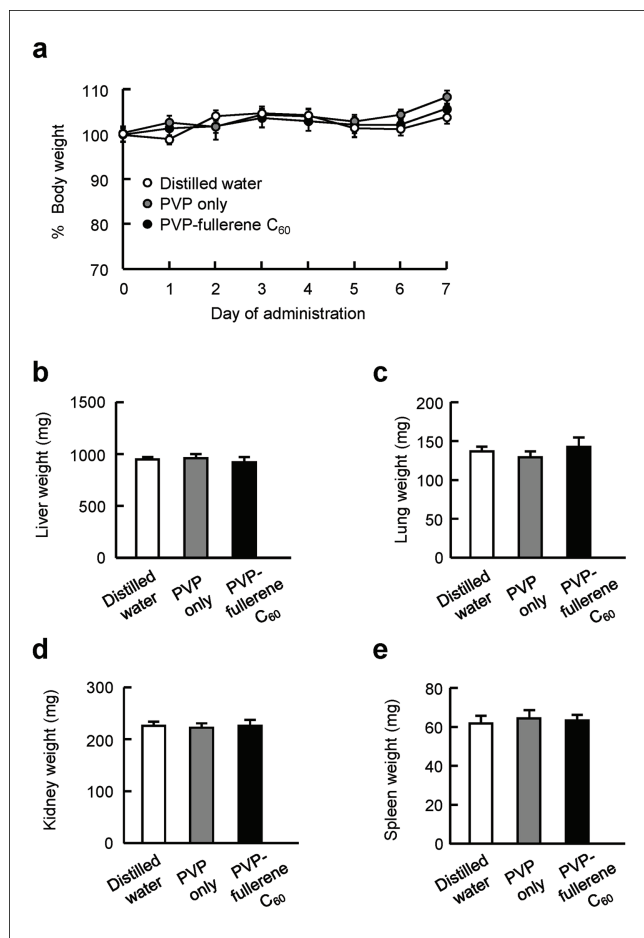 a
110
100
90
80
70
% Body weight
Distilled water
PVP only
PVP-fullerene C60
0 1 2 3 4 5 6 7
Day of administration
b
1500
1000
500
0
Liver weight (mg)
Distilled
water
PVP
only
PVP-
fullerene
C60
c
200
150
100
50
0
Lung weight (mg)
Distilled
water
PVP
only
PVP-
fullerene
C60
d
300
200
100
0
Kidney weight (mg)
Distilled
water
PVP
only
PVP-
fullerene
C60
e
80
60
40
20
0
Spleen weight (mg)
Distilled
water
PVP
only
PVP-
fullerene
C60